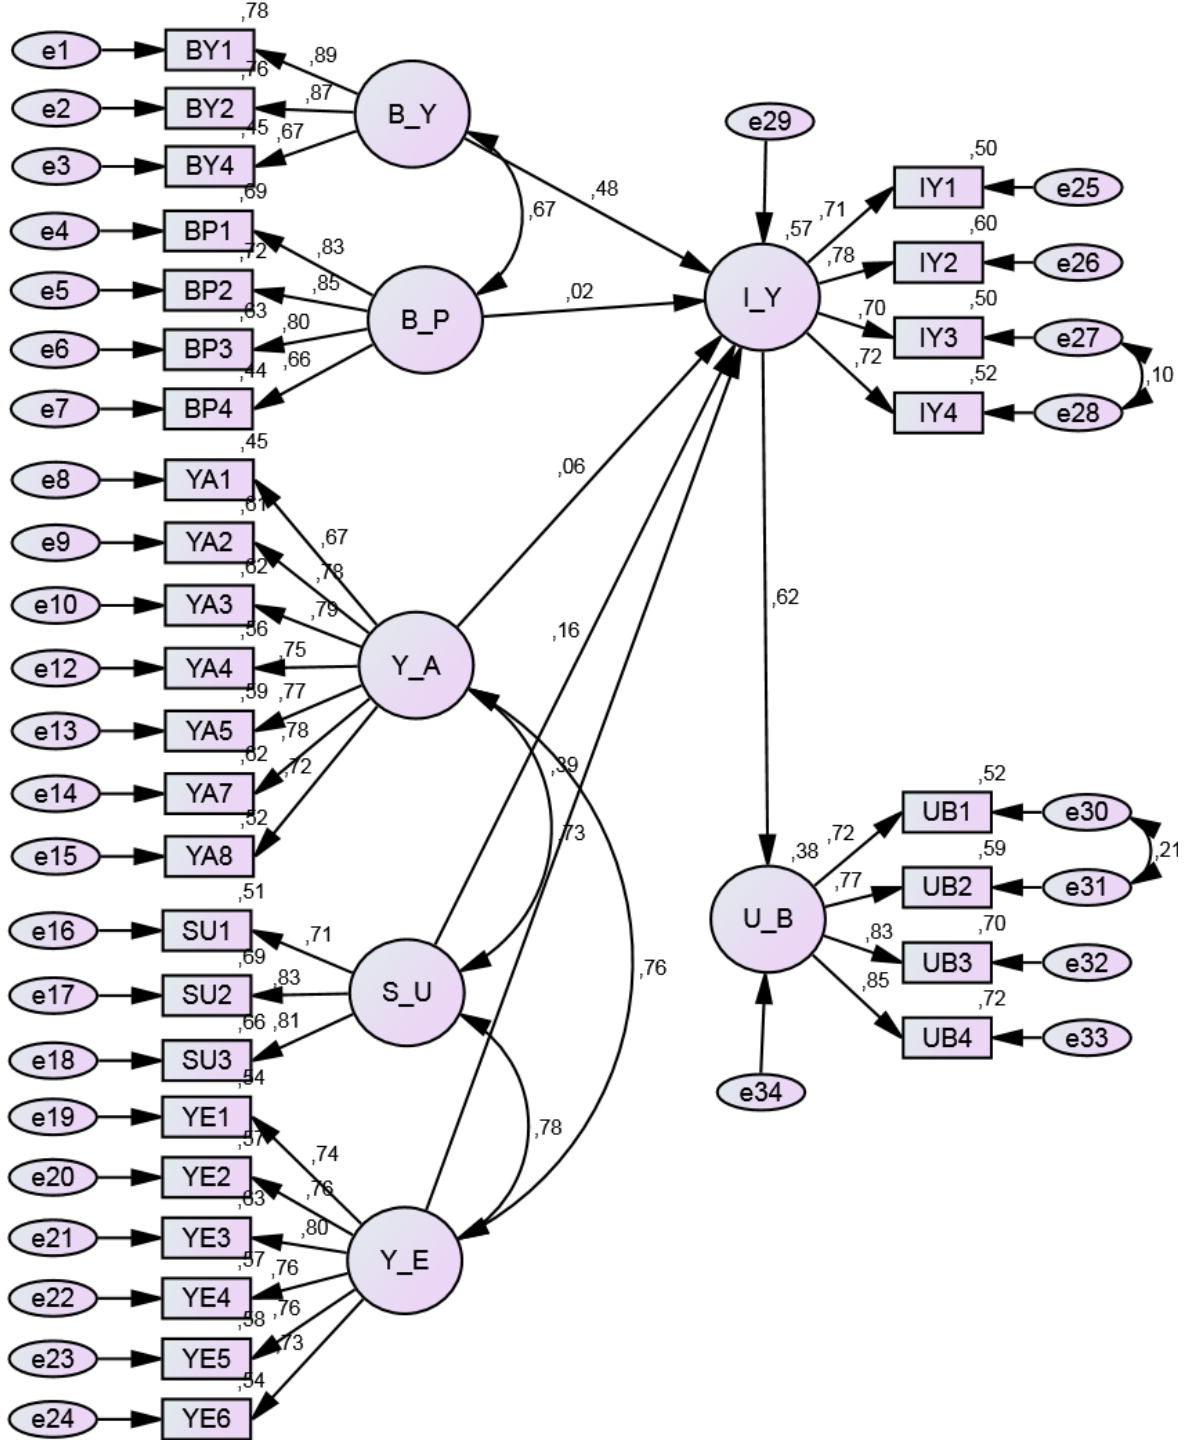 ,78
e1 BY1 ,89
,76
e2 BY2 ,87 B_Y
,45 ,67
e3 BY4
,69
e4 BP1 ,83
,72
e5 BP2 ,85 B_P
,63 ,80
e6 BP3 ,66
,44
e7 BP4
,67
,48
,02
,45
e8 YA1 ,67
,61
e9 YA2 ,78
,62
e10 YA3 ,79
,56
e12 YA4 ,75 Y_A
,59 ,77
e13 YA5 ,78
,62 ,72
e14 YA7
,52
e15 YA8
,06
,16
,39
,73
,76
,51
e16 SU1 ,71
,69
e17 SU2 ,83 S_U
,66 ,81
e18 SU3
,78
,54
e19 YE1 ,74
,57
e20 YE2 ,76
,63
e21 YE3 ,80 Y_E
,57 ,76
e22 YE4
,58 ,76
e23 YE5 ,73
,54
e24 YE6
e29
,57
I_Y
,50
,71 IY1 e25
,60
,78 IY2 e26
,50
,70 IY3 e27
,52 ,10
,72 IY4 e28
,62
,38
U_B
e34
,52
,72 UB1 e30
,59 ,21
,77 UB2 e31
,70
,83 UB3 e32
,72
,85 UB4 e33